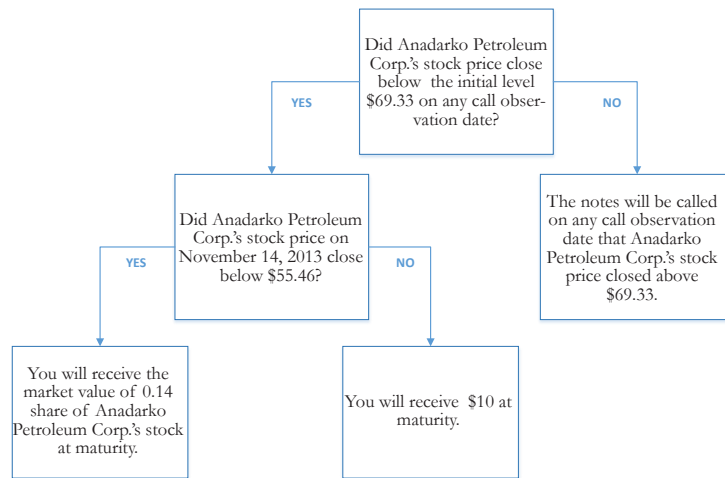 Did Anadarko Petroleum
Corp.'s stock price close
below the initial level
$69.33 on any call obser-
vation date?
YES
NO
Did Anadarko Petroleum
Corp.'s stock price on
November 14, 2013 close
below $55.46?
The notes will be called
on any call observation
date that Anadarko
Petroleum Corp.'s stock
price closed above
$69.33.
YES
NO
You will receive the
market value of 0.14
share of Anadarko
Petroleum Corp.'s stock
at maturity.
You will receive $10 at
maturity.